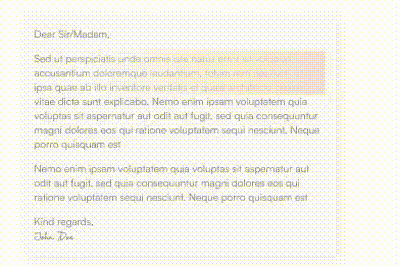 Dear Sir/Madam,
Sed ut perspiciatis unde omnis iste natus error sit
accusantium doloremque laudantium, totam rem
ipsa quae ab illo inventore veritatis et quasi architecto
vitae dicta sunt explicabo. Nemo enim ipsam voluptatem quia
voluptas sit aspernatur aut odit aut fugit, sed quia consequuntur
magni dolores eos qui ratione voluptatem sequi nesciunt. Neque
porro quisquam est
Nemo enim ipsam voluptatem quia voluptas sit aspernatur aut
odit aut fugit, sed quia consequuntur magni dolores eos qui
ratione voluptatem sequi nesciunt. Neque porro quisquam est
Kind regards,
John Doe